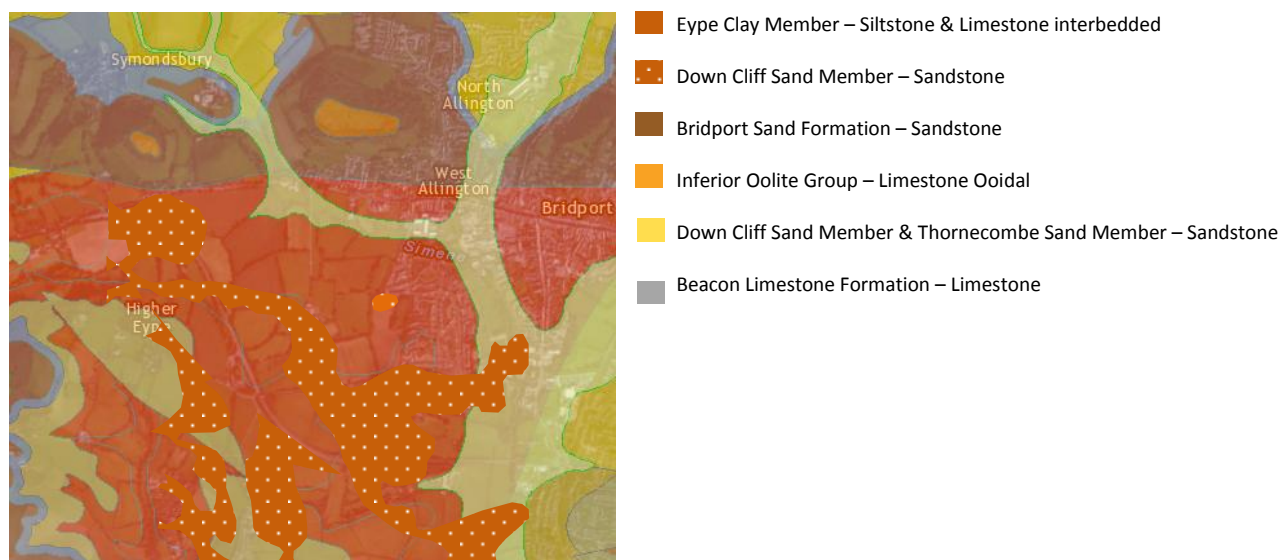 Symondsbury
North
Allington
West
Allington
Bridport
Simene
Higher
Eype
Eype Clay Member – Siltstone & Limestone interbedded
Down Cliff Sand Member – Sandstone
Bridport Sand Formation – Sandstone
Inferior Oolite Group – Limestone Ooidal
Down Cliff Sand Member & Thornecombe Sand Member – Sandstone
Beacon Limestone Formation – Limestone